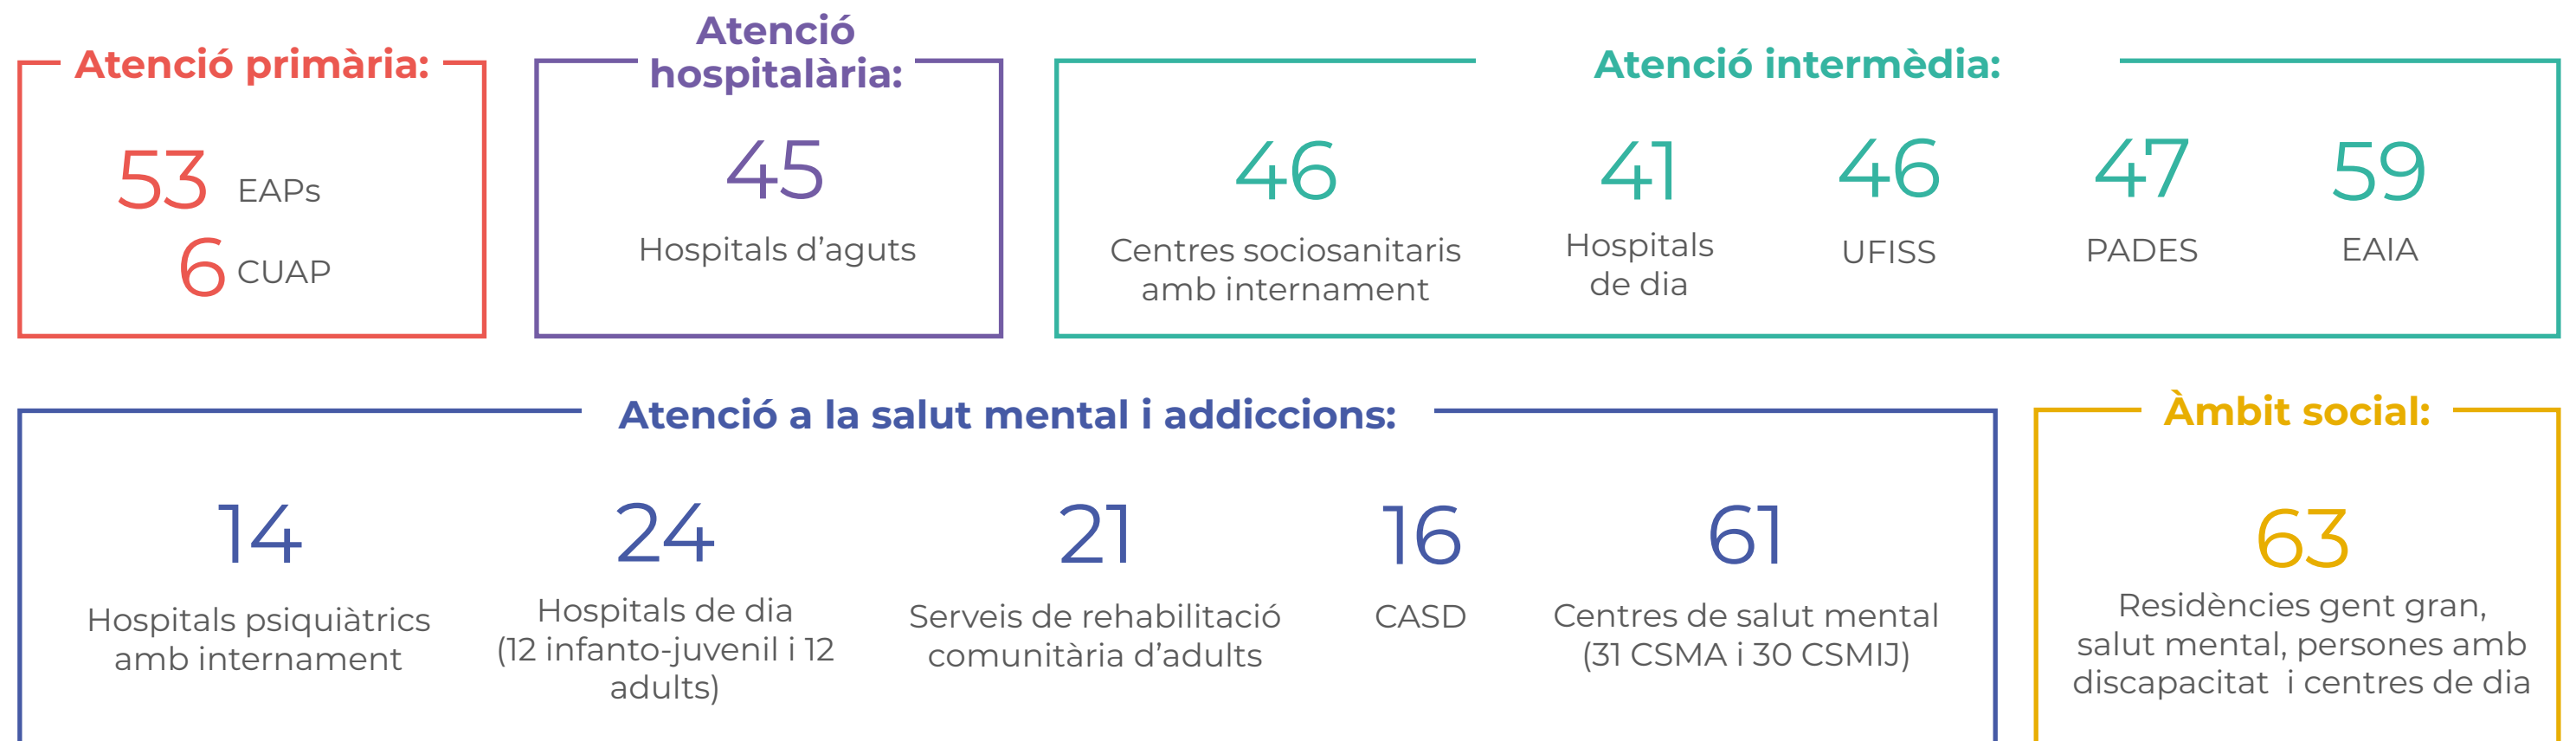 Atenció primària:
53 EAPs
6 CUAP
Atenció
hospitalària:
45
Hospitals d’aguts
Atenció intermèdia:
46
Centres sociosanitaris
amb internament
41
Hospitals
de dia
46
UFISS
47
PADES
59
EAIA
Atenció a la salut mental i addiccions:
14
Hospitals psiquiàtrics
amb internament
24
Hospitals de dia
(12 infanto-juvenil i 12
adults)
21
Serveis de rehabilitació
comunitària d’adults
16
CASD
61
Centres de salut mental
(31 CSMA i 30 CSMIJ)
Àmbit social:
63
Residències gent gran,
salut mental, persones amb
discapacitat i centres de dia